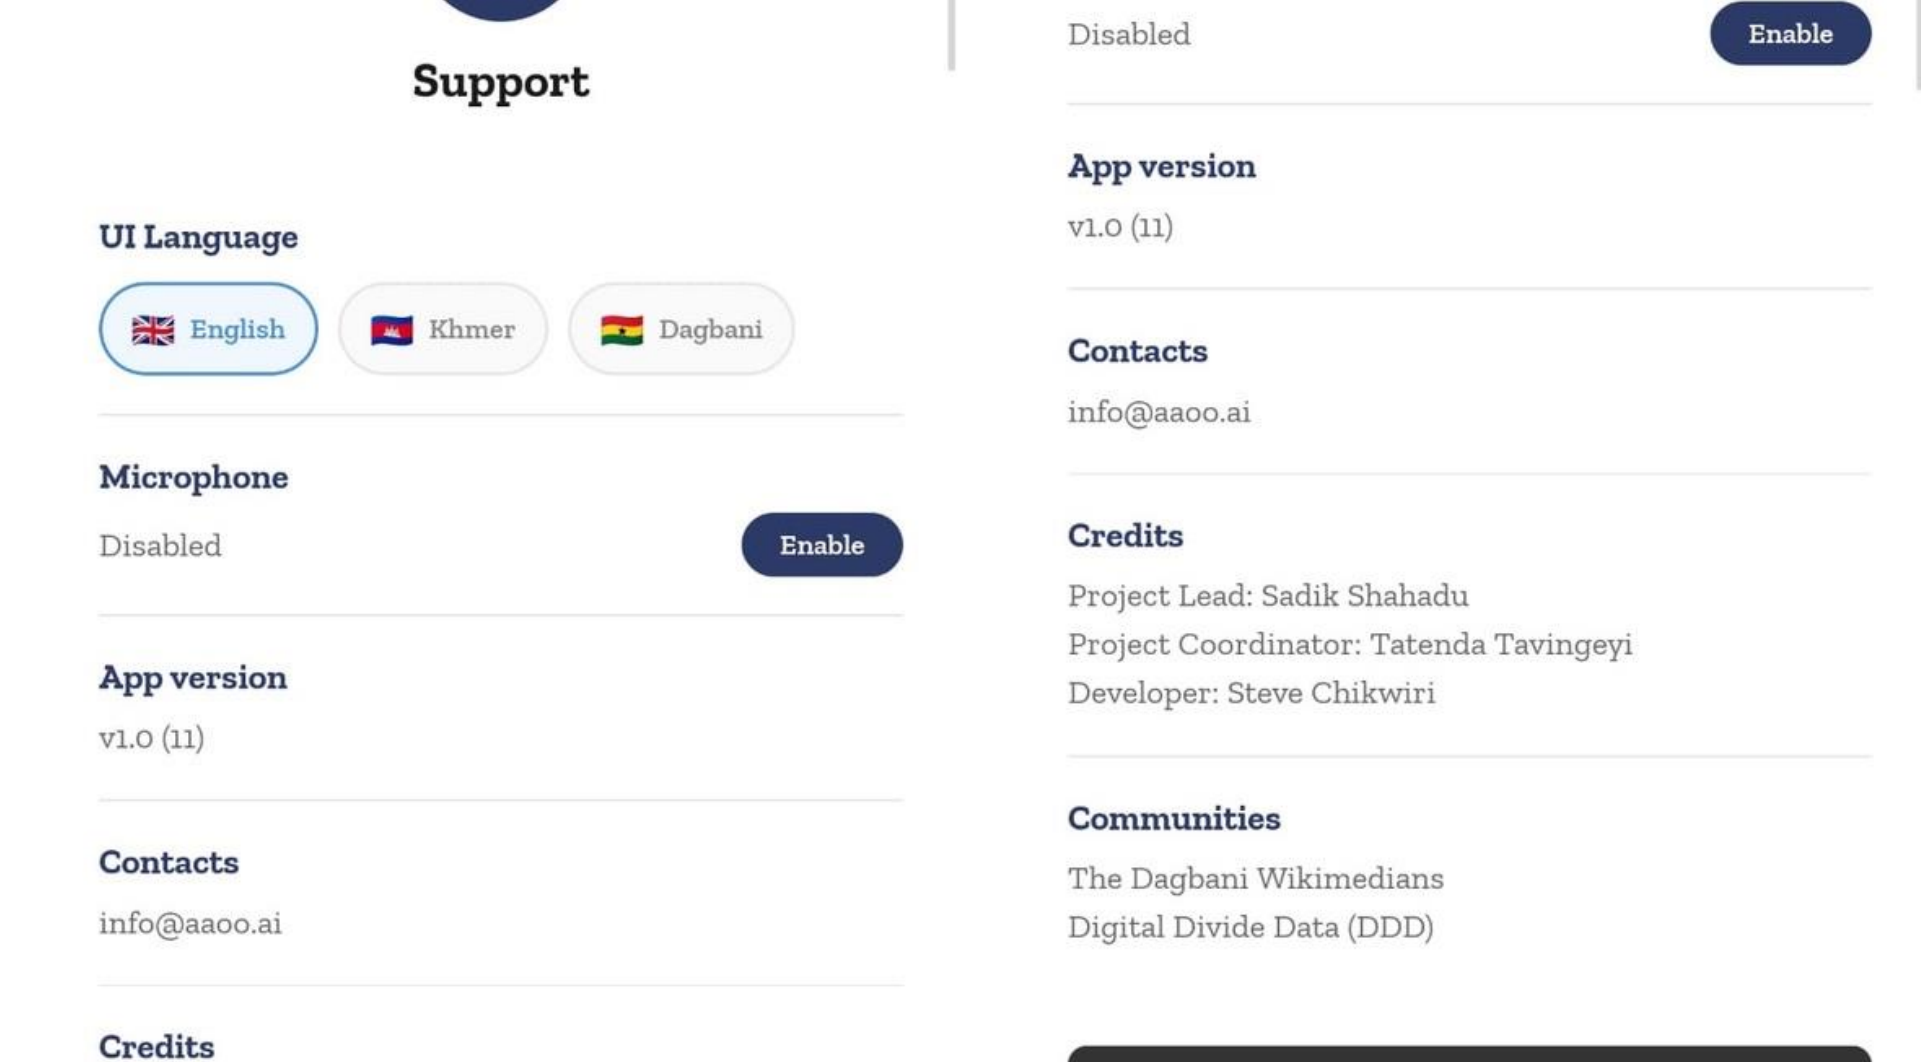 Support
UI Language
English
Khmer
Dagbani
Microphone
Disabled
Enable
App version
v1.0 (11)
Contacts
info@aaoo.ai
Credits
Disabled
Enable
App version
v1.0 (11)
Contacts
info@aaoo.ai
Credits
Project Lead: Sadik Shahadu
Project Coordinator: Tatenda Tavingeyi
Developer: Steve Chikwiri
Communities
The Dagbani Wikimedians
Digital Divide Data (DDD)